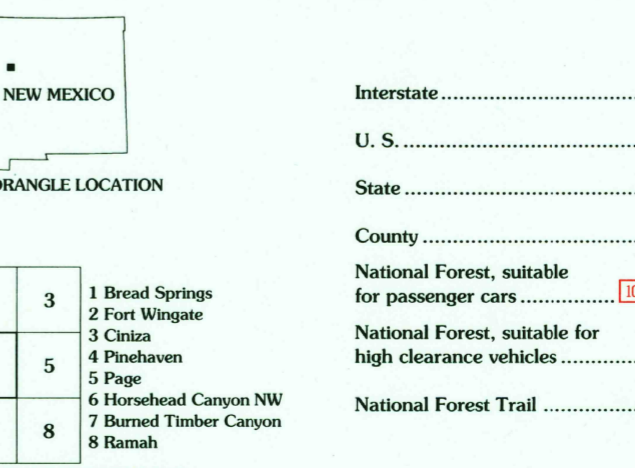 NEW MEXICO
RANGLE LOCATION
3
5
8
1 Bread Springs
2 Fort Wingate
3 Ciniza
4 Pinehaven
5 Page
6 Horsehead Canyon NW
7 Burned Timber Canyon
8 Ramah
Interstate
U. S.
State
County
National Forest, suitable
for passenger cars 10
National Forest, suitable for
high clearance vehicles
National Forest Trail